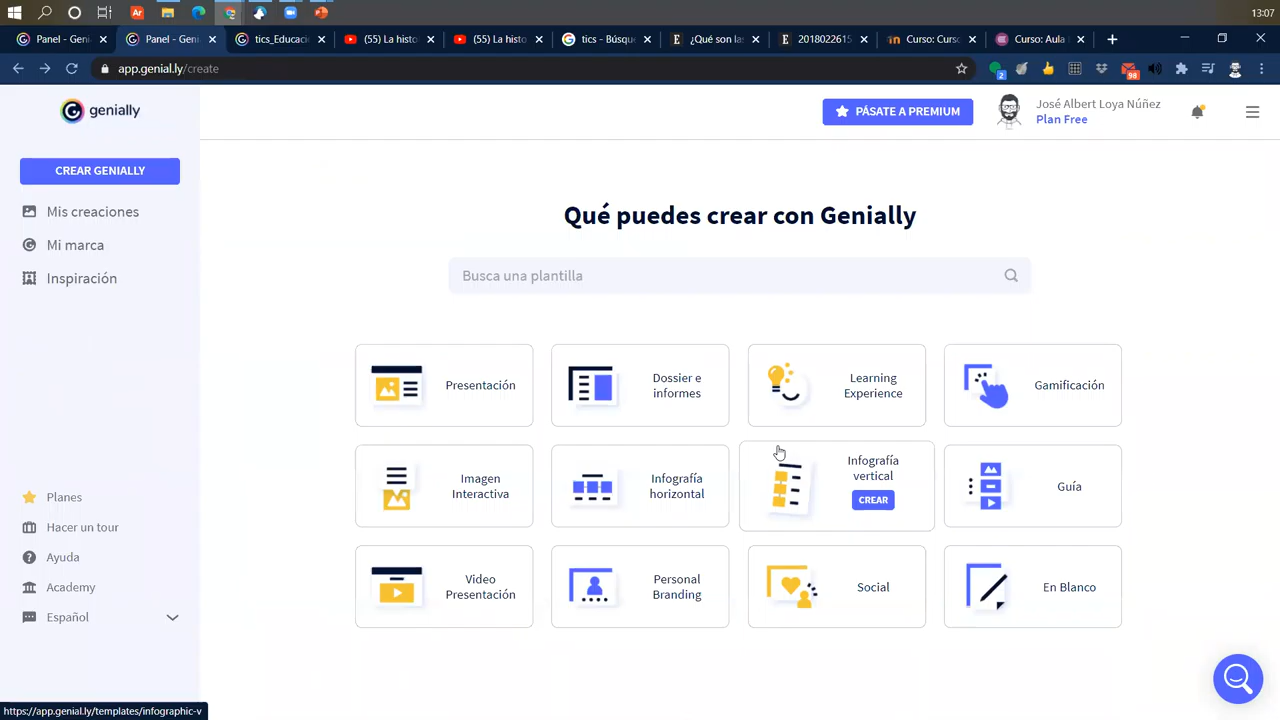 13:07
Panel - Geni
Panel - Geni
tics_Educaci
(55) La histo
(55) La histo
tics - Búsqu
¿Qué son las
2018022615
Curso: Cursc
Curso: Aula
app.genial.ly/create
2
98
genially
PÁSATE A PREMIUM
José Albert Loya Núñez
Plan Free
CREAR GENIALLY
Mis creaciones
Mi marca
Inspiración
Qué puedes crear con Genially
Busca una plantilla
Presentación
Dossier e
informes
Learning
Experience
Gamificación
Imagen
Interactiva
Infografía
horizontal
Infografía
vertical
CREAR
Guía
Video
Presentación
Personal
Branding
Social
En Blanco
Planes
Hacer un tour
Ayuda
Academy
Español
https://app.genial.ly/templates/infographic-v